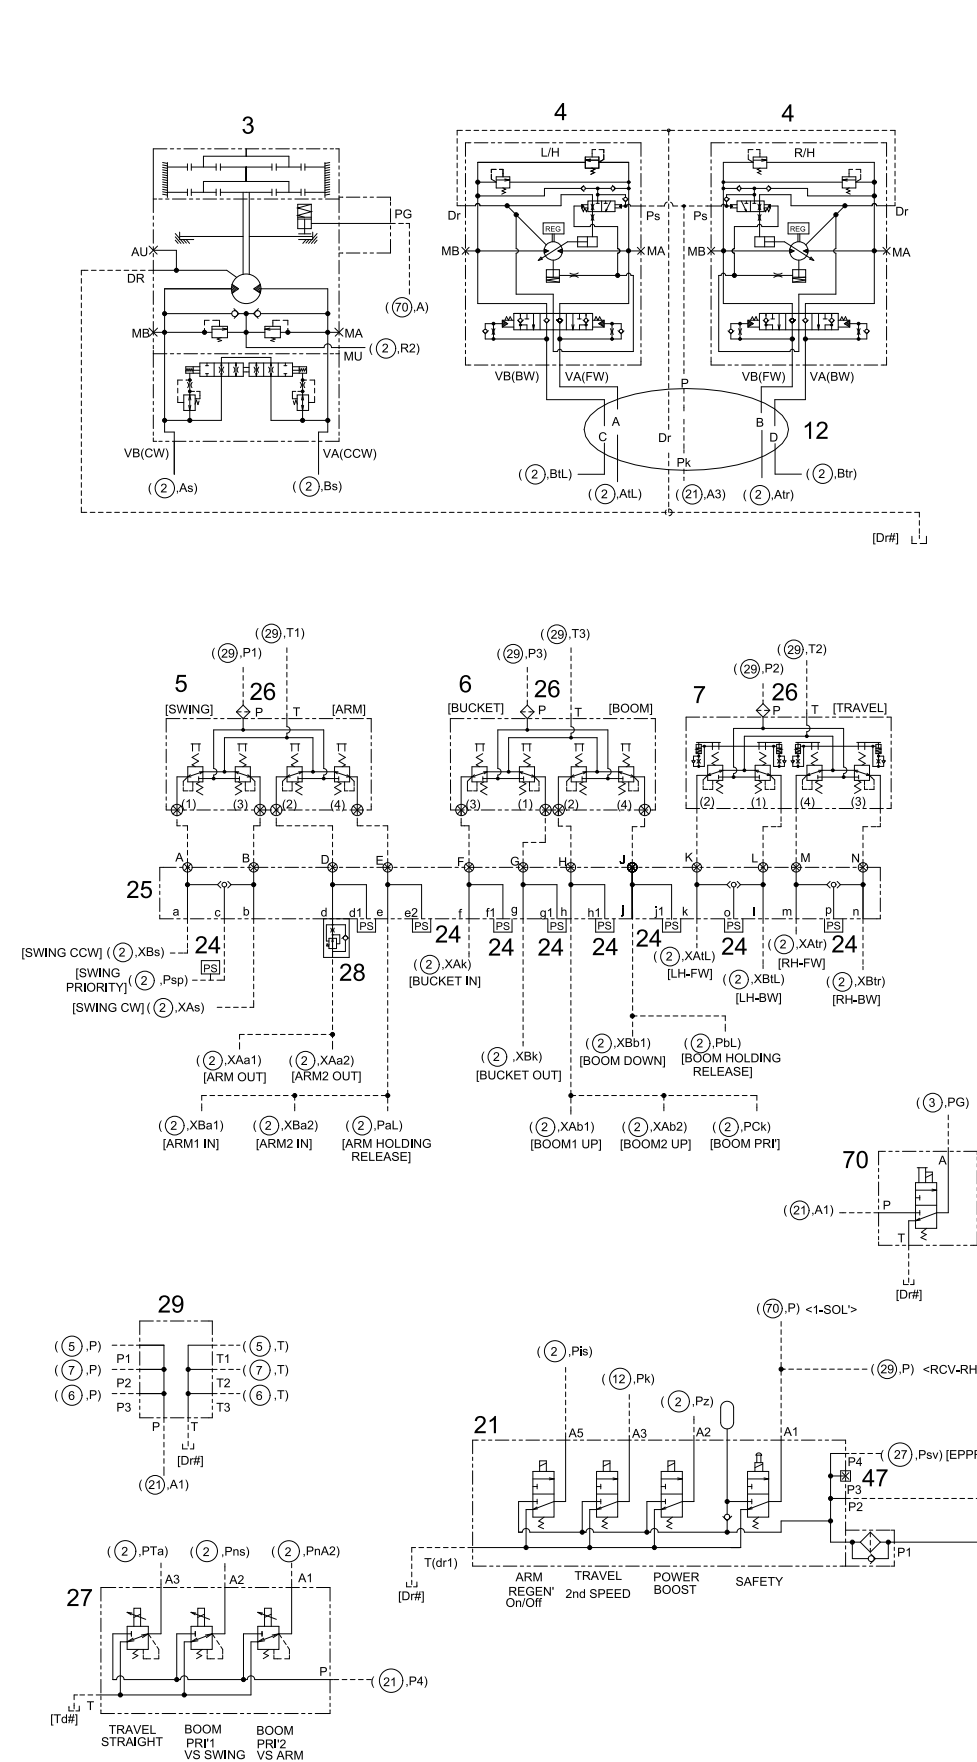 3
4
4
L/H
R/H
REG
REG
PG
AU
DR
(70,A)
Dr
Ps
Ps
Dr
MB
MA
MB
MA
MB
MA
MU
(2,R2)
VB(BW)
VA(FW)
VB(FW)
VA(BW)
VB(CW)
VA(CCW)
(2,As)
(2,Bs)
P
A
C
Dr
B
D
Pk
12
(2,BtL)
(2,AtL)
(21,A3)
(2,Atr)
(2,Btr)
[Dr#]
(29,P1)
(29,T1)
(29,P3)
(29,T3)
(29,P2)
(29,T2)
5
26
6
26
7
26
[SWING]
P
T
[ARM]
[BUCKET]
P
T
[BOOM]
P
T
[TRAVEL]
(1)
(3)
(2)
(4)
(3)
(1)
(2)
(4)
(2)
(1)
(4)
(3)
A
B
D
E
F
G
H
J
K
L
M
N
25
a
c
b
d
d1
e
e2
f
f1
g
g1
h
h1
j
j1
k
o
l
m
p
n
PS
PS
PS
PS
PS
PS
PS
PS
24
24
24
24
24
24
24
[SWING CCW] (2,XBs)
24
PS
[SWING
PRIORITY] (2,Psp)
[SWING CW] (2,XAs)
28
(2,XAk)
[BUCKET IN]
(2,XAtL)
[LH-FW]
(2,XBtL)
[LH-BW]
(2,XAtr)
[RH-FW]
(2,XBtr)
[RH-BW]
(2,XAa1)
[ARM OUT]
(2,XAa2)
[ARM2 OUT]
(2,XBk)
[BUCKET OUT]
(2,XBb1)
[BOOM DOWN]
(2,PbL)
[BOOM HOLDING
RELEASE]
(2,XBa1)
[ARM1 IN]
(2,XBa2)
[ARM2 IN]
(2,PaL)
[ARM HOLDING
RELEASE]
(2,XAb1)
[BOOM1 UP]
(2,XAb2)
[BOOM2 UP]
(2,PCk)
[BOOM PRI']
(3,PG)
70
A
(21,A1)
P
T
[Dr#]
29
(5,P)
(5,T)
P1
T1
(7,P)
(7,T)
P2
T2
(6,P)
(6,T)
P3
T3
P
T
[Dr#]
(21,A1)
(70,P) <1-SOL'>
(2,Pis)
(12,Pk)
(2,Pz)
(29,P) <RCV-RH
21
A5
A3
A2
A1
(27,Psv) [EPPR
P4
47
P3
P2
P1
T(dr1)
[Dr#]
ARM
REGEN'
On/Off
TRAVEL
2nd SPEED
POWER
BOOST
SAFETY
(2,PTa)
(2,Pns)
(2,PnA2)
27
A3
A2
A1
P
(21,P4)
T
[Td#]
TRAVEL
STRAIGHT
BOOM
PRI'1
VS SWING
BOOM
PRI'2
VS ARM